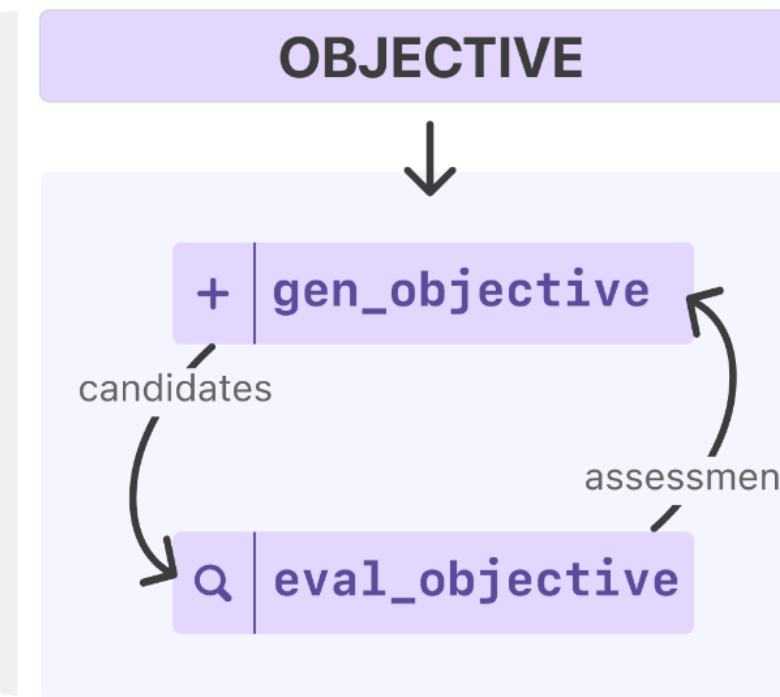 OBJECTIVE
+ gen_objective
candidates
assessmen
eval_objective